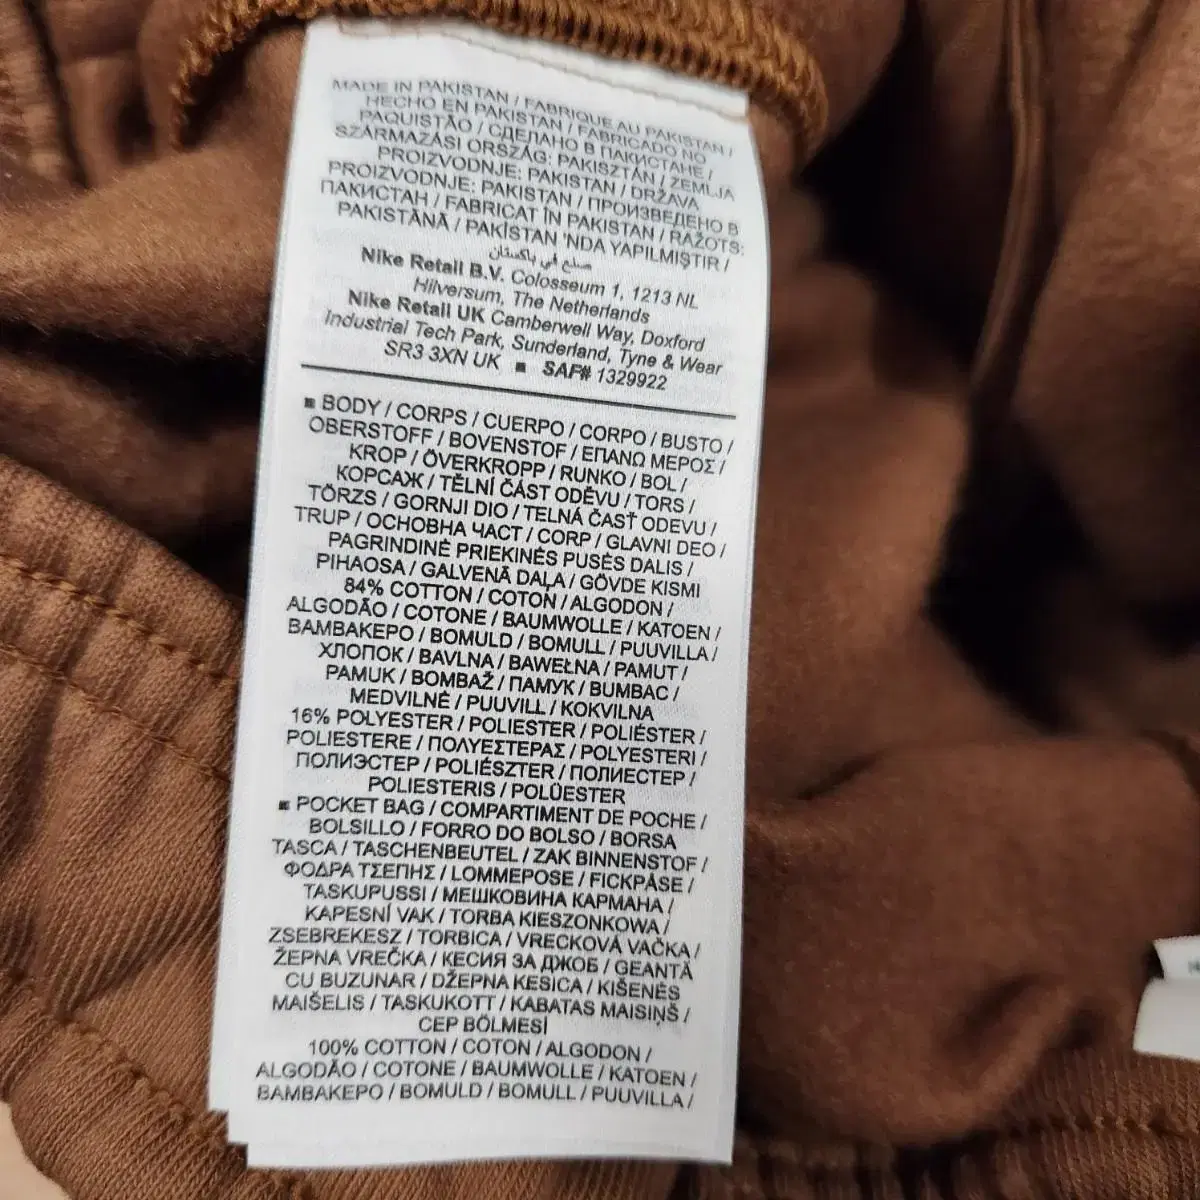 MADE IN PAKISTAN / FABRIQUE AU PAKISTAN /
HECHO EN PAKISTAN / FABRICADO NO
PAQUISTÃO / СДЕЛАНО В ПАКИСТАНЕ /
SZÁRMAZÁSI ORSZÁG: PAKISZTÁN / ZEMLJA
PROIZVODNJE: PAKISTAN / DRŽAVA
PROIZVODNJE: PAKISTAN / ПРОИЗВЕДЕНО В
ПАКИСТАН / FABRICAT ÎN PAKISTAN / RAŽOTS:
PAKISTĀNĀ / PAKİSTAN 'NDA YAPILMIŞTIR /
صنع في باكستان
Nike Retail B.V. Colosseum 1, 1213 NL
Hilversum, The Netherlands
Nike Retail UK Camberwell Way, Doxford
Industrial Tech Park, Sunderland, Tyne & Wear
SR3 3XN UK ■ SAF# 1329922
■ BODY / CORPS / CUERPO / CORPO / BUSTO /
OBERSTOFF / BOVENSTOF / ΕΠΑΝΩ ΜΕΡΟΣ /
KROP / ÖVERKROPP / RUNKO / BOL /
КОРСАЖ / TĚLNÍ ČÁST ODĚVU / TORS /
TÖRZS / GORNJI DIO / TELNÁ ČASŤ ODEVU /
TRUP / ОСНОВНА ЧАСТ / CORP / GLAVNI DEO /
PAGRINDINĖ PRIEKINĖS PUSĖS DALIS /
PIHAOSA / GALVENĀ DAĻA / GÖVDE KISMI
84% COTTON / COTON / ALGODON /
ALGODÃO / COTONE / BAUMWOLLE / KATOEN /
ΒΑΜΒΑΚΕΡΟ / BOMULD / BOMULL / PUUVILLA /
ХЛОПОК / BAVLNA / BAWEŁNA / PAMUT /
PAMUK / BOMBAŽ / ПАМУК / BUMBAC /
MEDVILNĖ / PUUVILL / KOKVILNA
16% POLYESTER / POLIESTER / POLIÉSTER /
POLIESTERE / ΠΟΛΥΕΣΤΕΡΑΣ / POLYESTERI /
ПОЛИЭСТЕР / POLIÉSZTER / ПОЛИЕСТЕР /
POLIESTERIS / POLÜESTER
■ POCKET BAG / COMPARTIMENT DE POCHE /
BOLSILLO / FORRO DO BOLSO / BORSA
TASCA / TASCHENBEUTEL / ZAK BINNENSTOF /
ΦΟΔΡΑ ΤΣΕΠΗΣ / LOMMEPOSE / FICKPÅSE /
TASKUPUSSI / МЕШКОВИНА КАРМАНА /
KAPESNÍ VAK / TORBA KIESZONKOWA /
ZSEBREKESZ / TORBICA / VRECKOVÁ VAČKA /
ŽEPNA VREČKA / КЕСИЯ ЗА ДЖОБ / GEANTĂ
CU BUZUNAR / DŽEPNA KESICA / KIŠENĖS
MAIŠELIS / TASKUKOTT / KABATAS MAISIŅŠ /
CEP BÖLMESİ
100% COTTON / COTON / ALGODON /
ALGODÃO / COTONE / BAUMWOLLE / KATOEN /
ΒΑΜΒΑΚΕΡΟ / BOMULD / BOMULL / PUUVILLA /